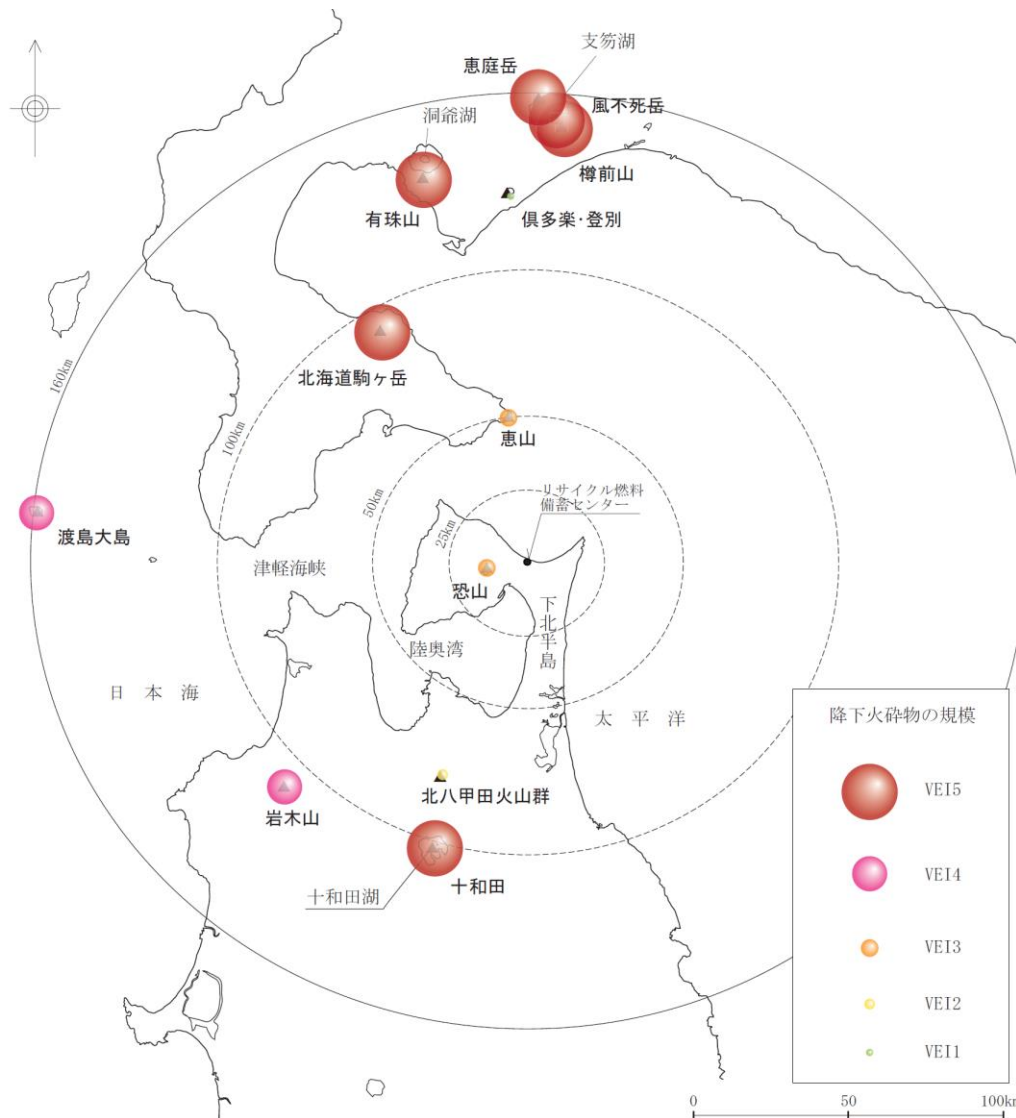 支笏湖
恵庭岳
風不死岳
洞爺湖
樽前山
有珠山
倶多楽・登別
160km
北海道駒ヶ岳
100km
恵山
50km
リサイクル燃料
備蓄センター
25km
渡島大島
津軽海峡
恐山
下北半島
陸奥湾
日本海
太平洋
降下火砕物の規模
VEI5
北八甲田火山群
岩木山
VEI4
十和田
十和田湖
VEI3
VEI2
VEI1
0 50 100km